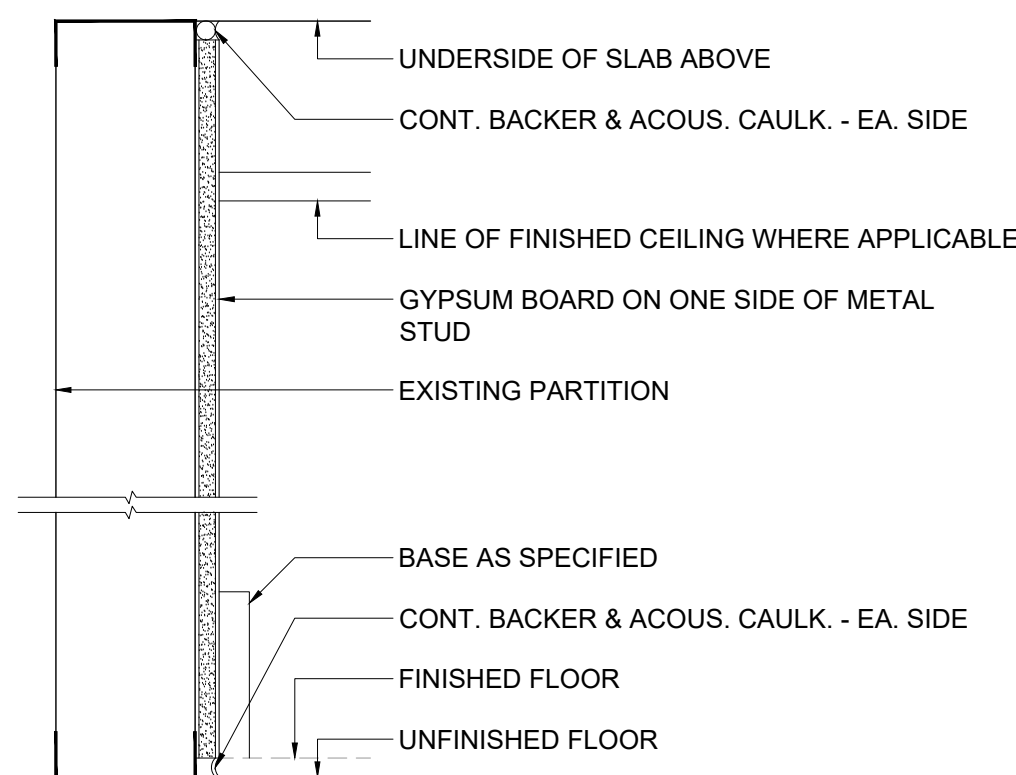 UNDERSIDE OF SLAB ABOVE
CONT. BACKER & ACOUS. CAULK. - EA. SIDE
LINE OF FINISHED CEILING WHERE APPLICABLE
GYPSUM BOARD ON ONE SIDE OF METAL
STUD
EXISTING PARTITION
BASE AS SPECIFIED
CONT. BACKER & ACOUS. CAULK. - EA. SIDE
FINISHED FLOOR
UNFINISHED FLOOR